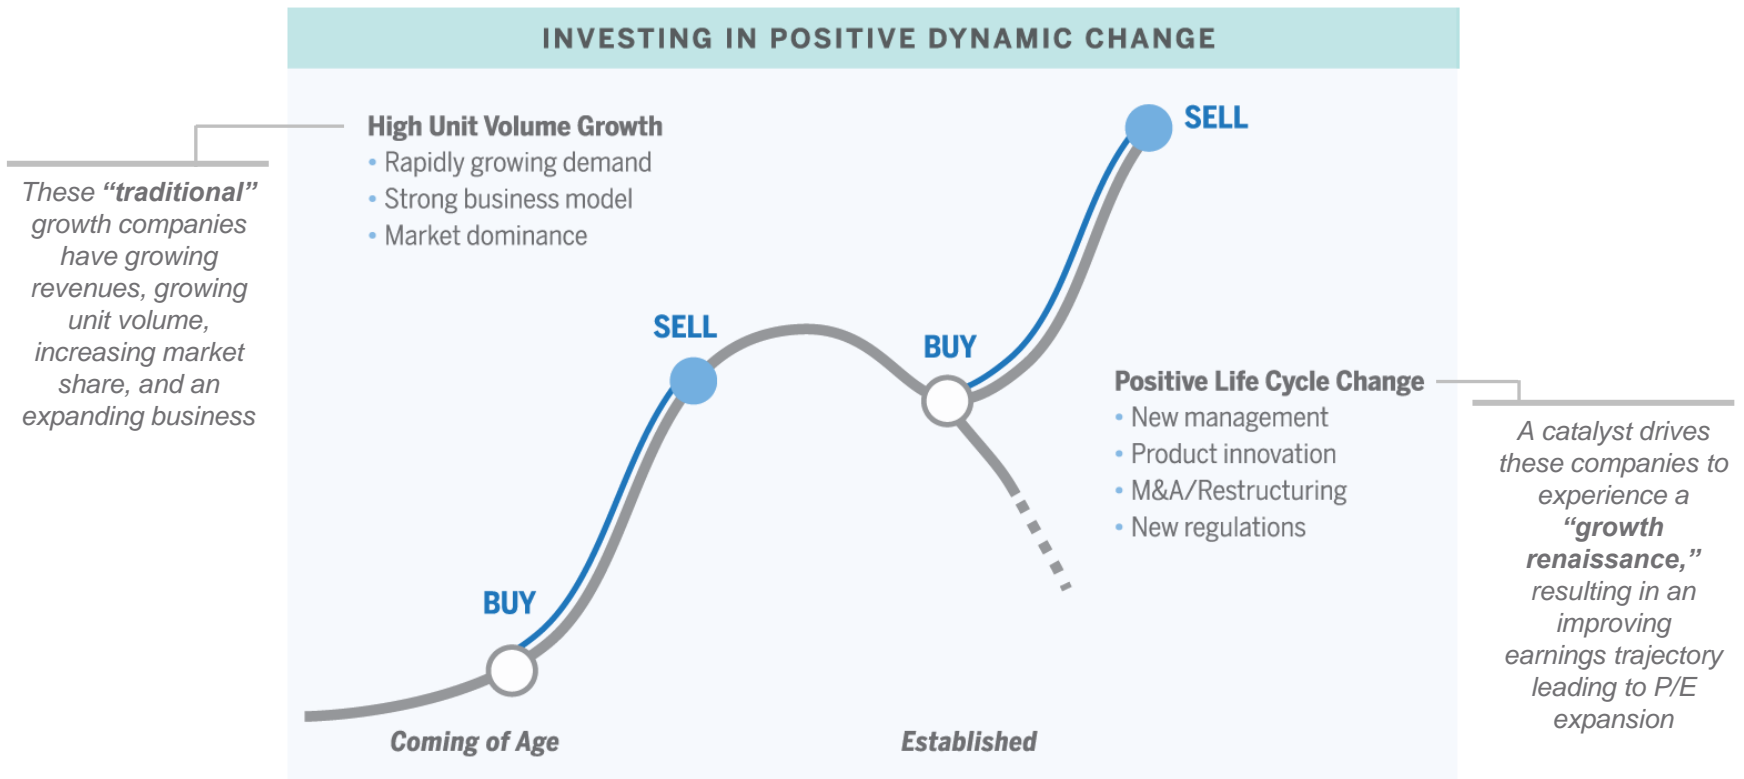 INVESTING IN POSITIVE DYNAMIC CHANGE
High Unit Volume Growth
• Rapidly growing demand
• Strong business model
• Market dominance
These “traditional”
growth companies
have growing
revenues, growing
unit volume,
increasing market
share, and an
expanding business
SELL
SELL
BUY
BUY
Positive Life Cycle Change
• New management
• Product innovation
• M&A/Restructuring
• New regulations
A catalyst drives
these companies to
experience a
“growth
renaissance,”
resulting in an
improving
earnings trajectory
leading to P/E
expansion
Coming of Age
Established